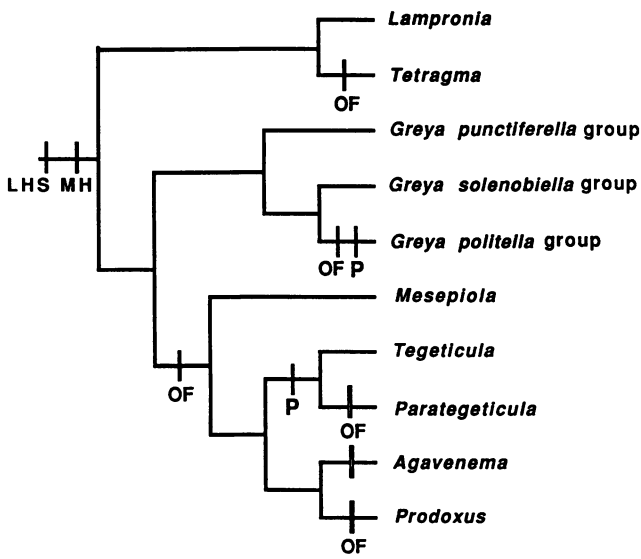 Lampronia
Tetragma
OF
Greya punctiferella group
LHS MH
Greya solenobiella group
Greya politella group
OF P
Mesepiola
Tegeticula
OF
P
Parategeticula
OF
Agavenema
Prodoxus
OF